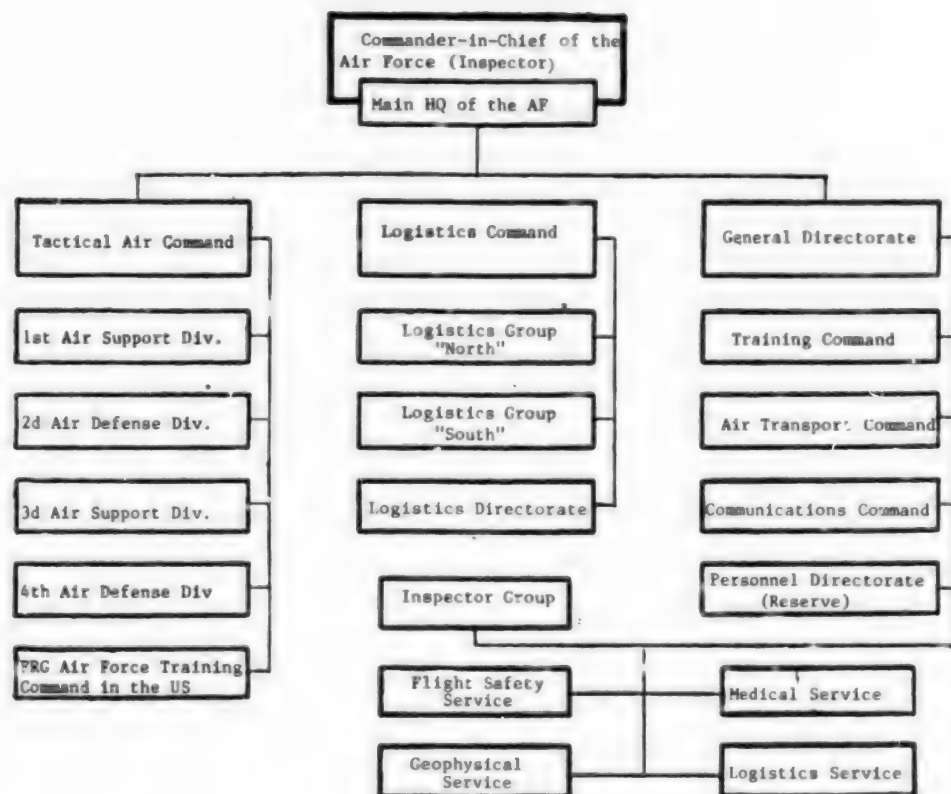 Commander-in-Chief of the
Air Force (Inspector)
Main HQ of the AF
Tactical Air Command
1st Air Support Div.
2d Air Defense Div.
3d Air Support Div.
4th Air Defense Div
FRG Air Force Training
Command in the US
Logistics Command
Logistics Group
"North"
Logistics Group
"South"
Logistics Directorate
General Directorate
Training Command
Air Transport Command
Communications Command
Personnel Directorate
(Reserve)
Inspector Group
Flight Safety
Service
Medical Service
Geophysical
Service
Logistics Service